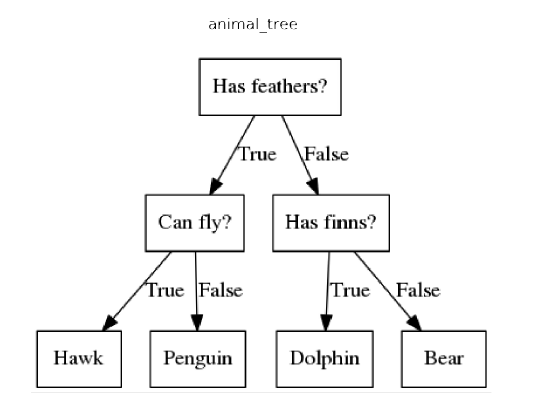 animal_tree
Has feathers?
True
False
Can fly?
Has finns?
True
False
True
False
Hawk
Penguin
Dolphin
Bear